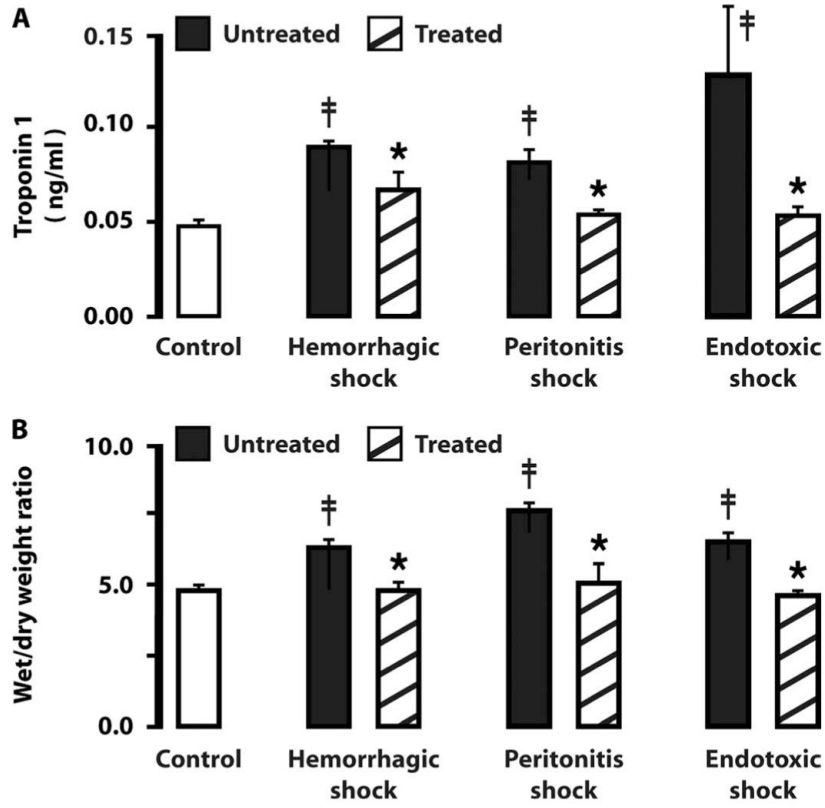 A
Untreated
Treated
‡
0.15
Troponin 1
( ng/ml )
0.10
‡
‡
*
*
*
0.05
0.00
Control
Hemorrhagic
shock
Peritonitis
shock
Endotoxic
shock
B
Untreated
Treated
10.0
Wet/dry weight ratio
‡
‡
‡
*
*
*
5.0
0.0
Control
Hemorrhagic
shock
Peritonitis
shock
Endotoxic
shock